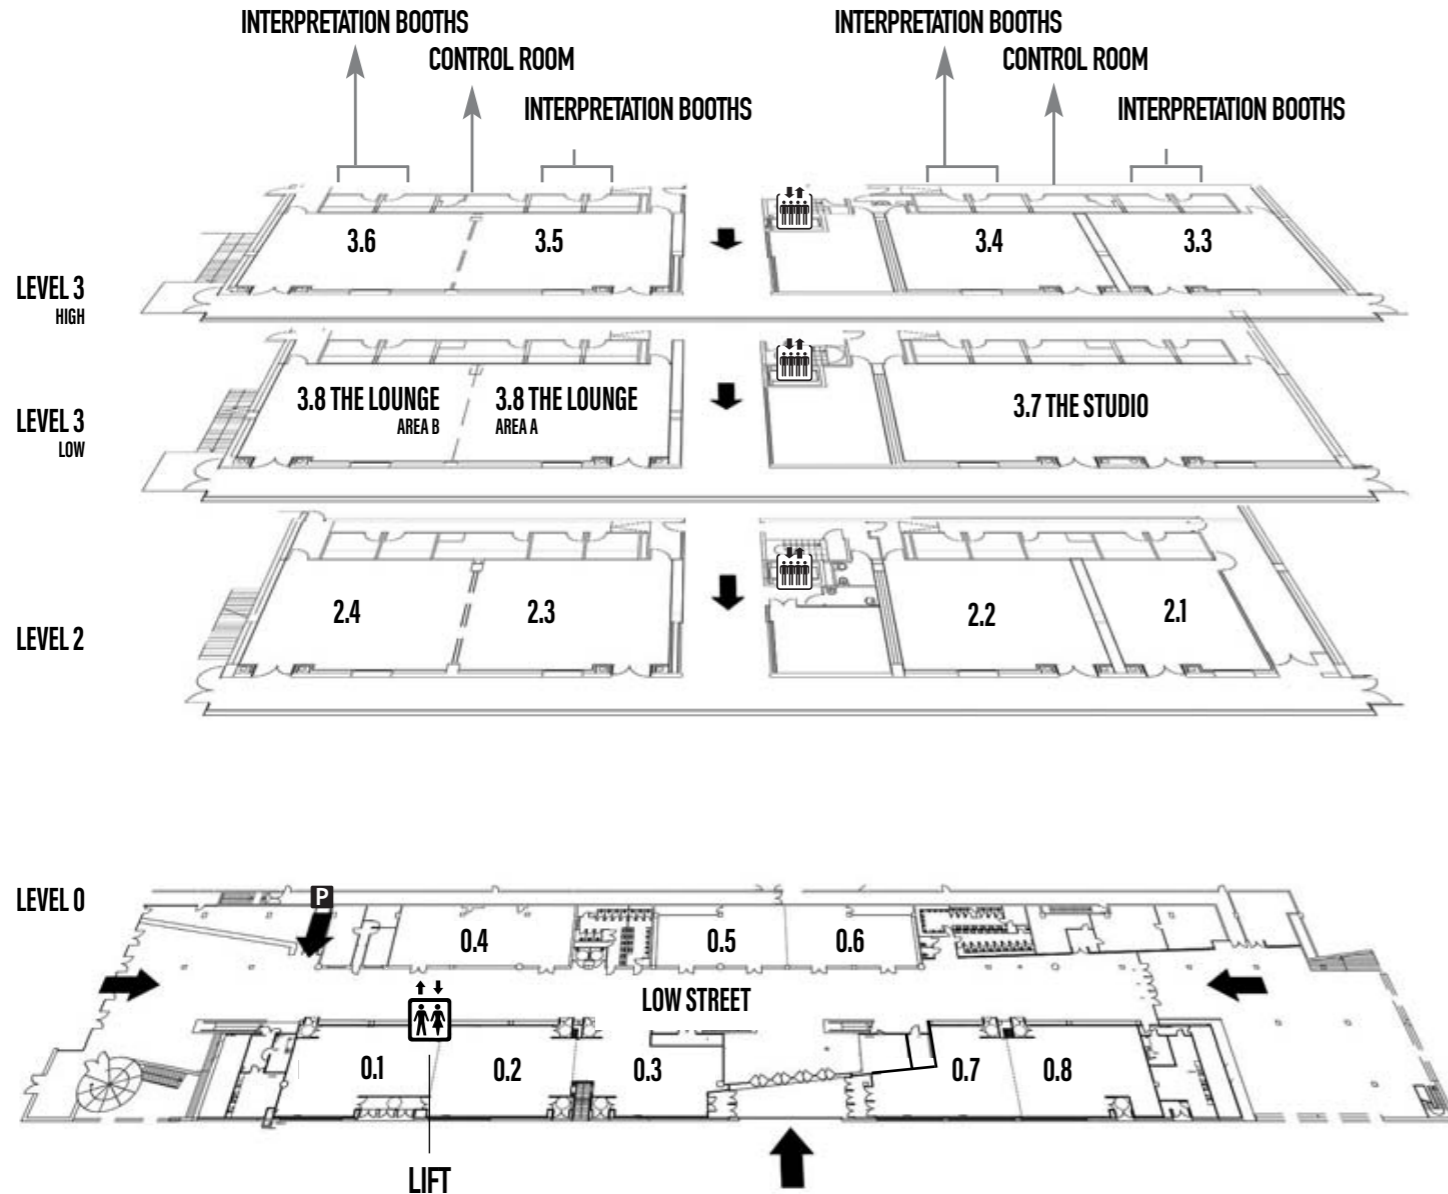 INTERPRETATION BOOTHS
INTERPRETATION BOOTHS
CONTROL ROOM
CONTROL ROOM
INTERPRETATION BOOTHS
INTERPRETATION BOOTHS
3.6
3.5
3.4
3.3
LEVEL 3
HIGH
3.8 THE LOUNGE
AREA B
3.8 THE LOUNGE
AREA A
3.7 THE STUDIO
LEVEL 3
LOW
2.4
2.3
2.2
2.1
LEVEL 2
LEVEL 0
P
0.4
0.5
0.6
LOW STREET
0.1
0.2
0.3
0.7
0.8
LIFT